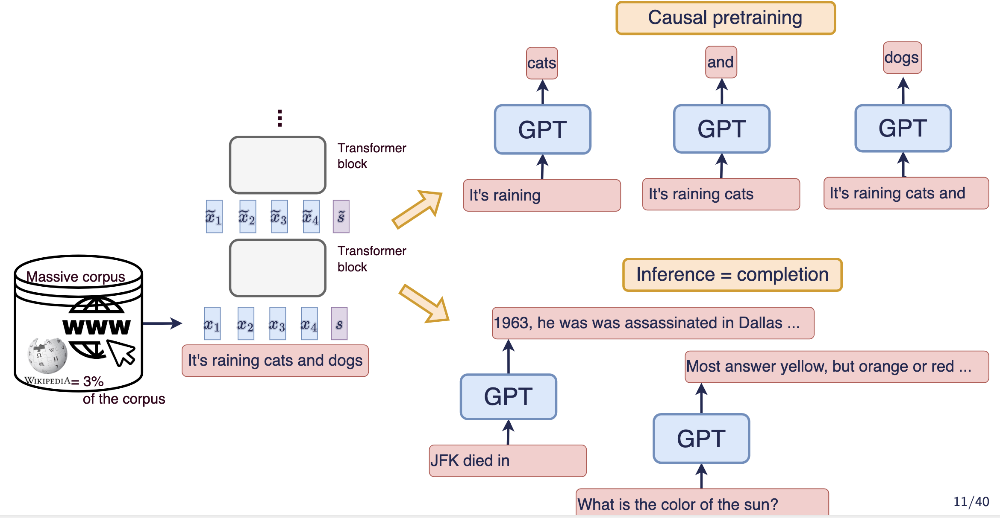 Causal pretraining
cats
and
dogs
GPT
GPT
GPT
It's raining
It's raining cats
It's raining cats and
⋮
Transformer
block
x̃₁ x̃₂ x̃₃ x̃₄ s̃
Transformer
block
x₁ x₂ x₃ x₄ s
It's raining cats and dogs
Massive corpus
www
Ω W И 維
WIKIPEDIA = 3%
of the corpus
Inference = completion
1963, he was was assassinated in Dallas ...
GPT
JFK died in
Most answer yellow, but orange or red ...
GPT
What is the color of the sun?
11/40